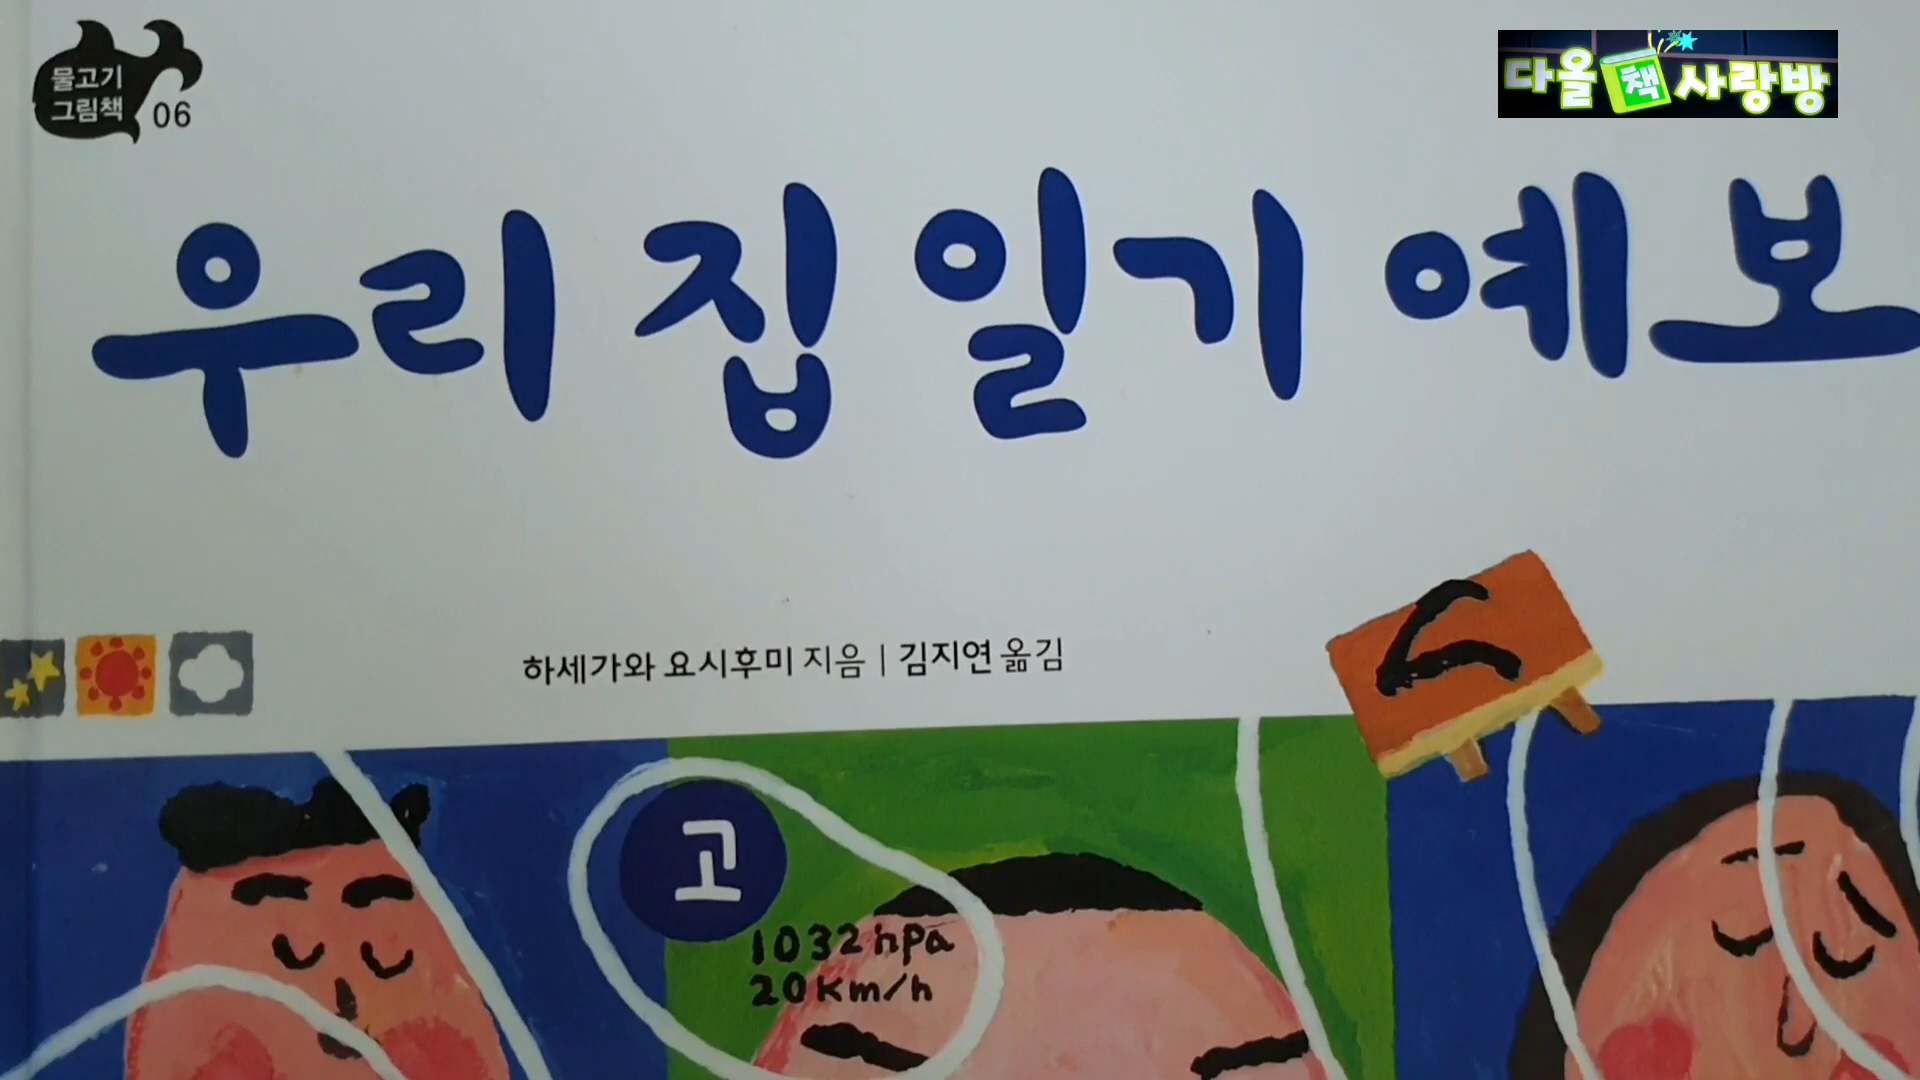 물고기
그림책 06
다올 책 사랑방
우리 집 일기 예보
하세가와 요시후미 지음 | 김지연 옮김
고
1032hpa
20Km/h